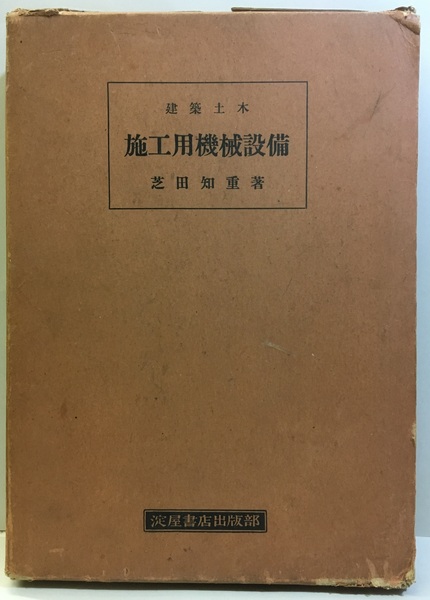 建築土木
施工用機械設備
芝田知重著
淀屋書店出版部